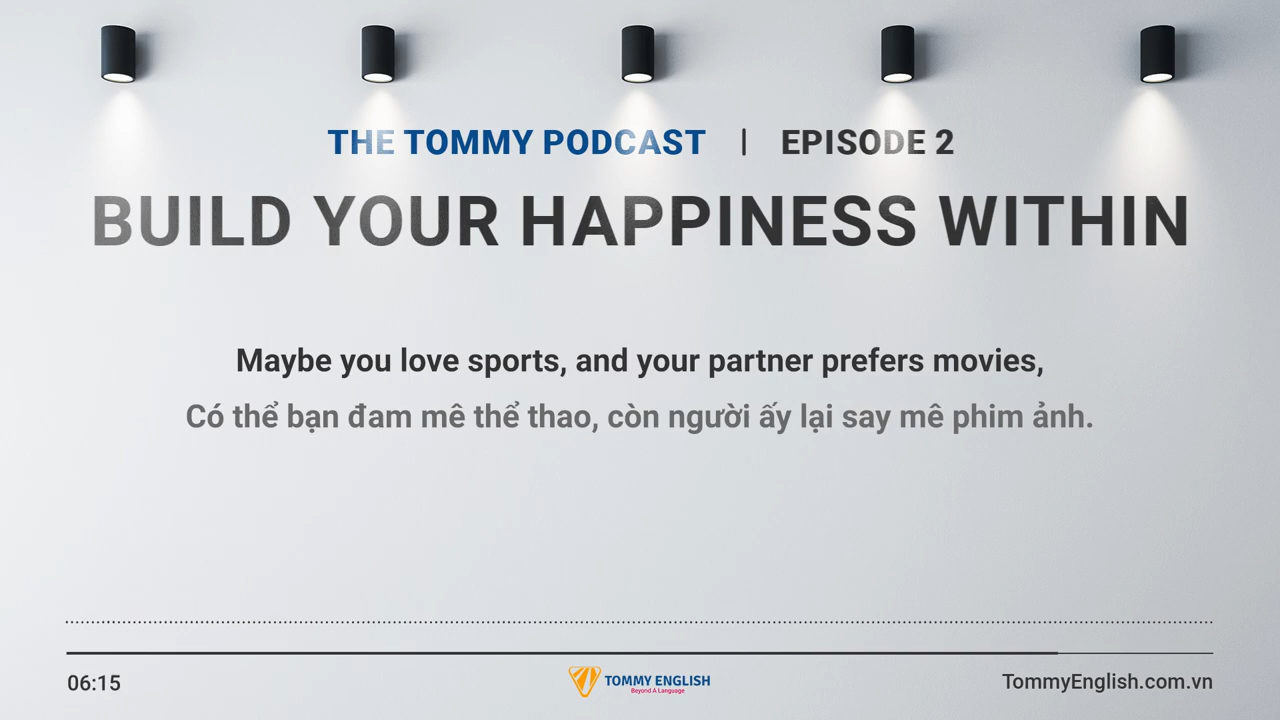 THE TOMMY PODCAST | EPISODE 2
BUILD YOUR HAPPINESS WITHIN
Maybe you love sports, and your partner prefers movies,
Có thể bạn đam mê thể thao, còn người ấy lại say mê phim ảnh.
06:15
TOMMY ENGLISH
Beyond A Language
TommyEnglish.com.vn